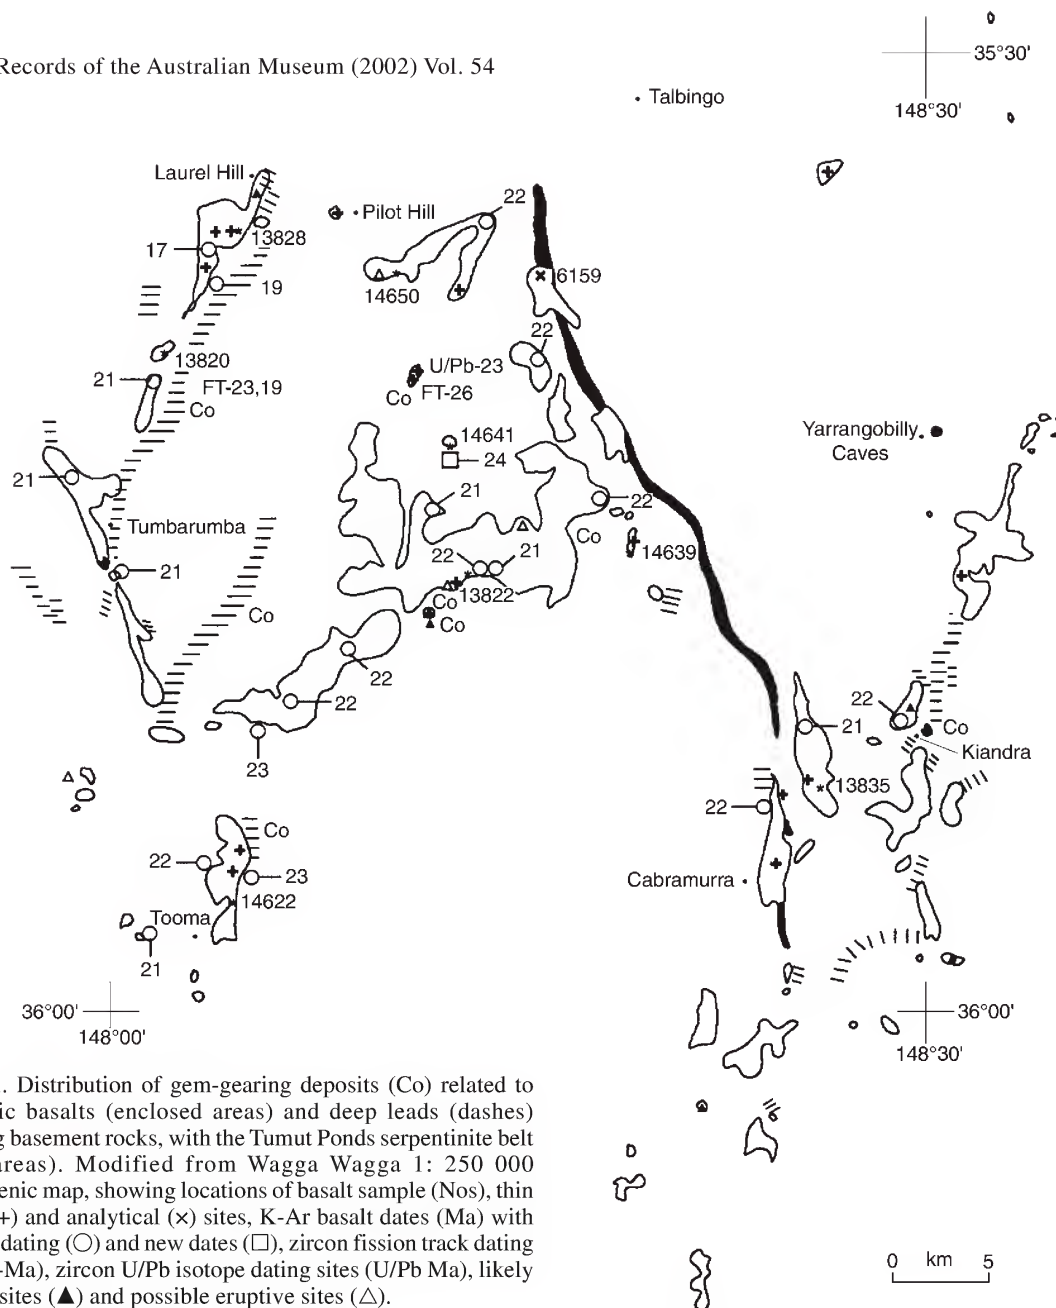 Records of the Australian Museum (2002) Vol. 54
35°30'
148°30'
Talbingo
Laurel Hill
22
Pilot Hill
13828
17
19
14650
6159
22
13820
U/Pb-23
21
FT-23,19
FT-26
Co
Co
14641
24
Yarrangobilly
Caves
21
21
22
Tumbarumba
Co
14639
22
21
21
13822
Co
Co
Co
22
22
22
21
Co
Kiandra
23
13835
22
Co
22
23
Cabramurra
14622
Tooma
21
36°00'
148°00'
36°00'
148°30'
. Distribution of gem-gearing deposits (Co) related to
ic basalts (enclosed areas) and deep leads (dashes)
g basement rocks, with the Tumut Ponds serpentinite belt
areas). Modified from Wagga Wagga 1: 250 000
enic map, showing locations of basalt sample (Nos), thin
+) and analytical (×) sites, K-Ar basalt dates (Ma) with
dating (○) and new dates (□), zircon fission track dating
-Ma), zircon U/Pb isotope dating sites (U/Pb Ma), likely
sites (▲) and possible eruptive sites (△).
0 km 5